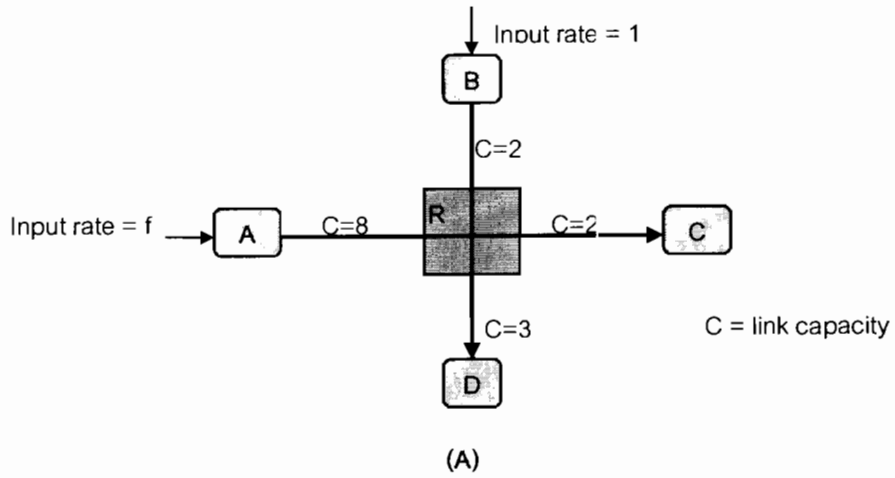 Input rate = 1
B
C=2
Input rate = f
A
C=8
R
C=2
C
C=3
C = link capacity
D
(A)